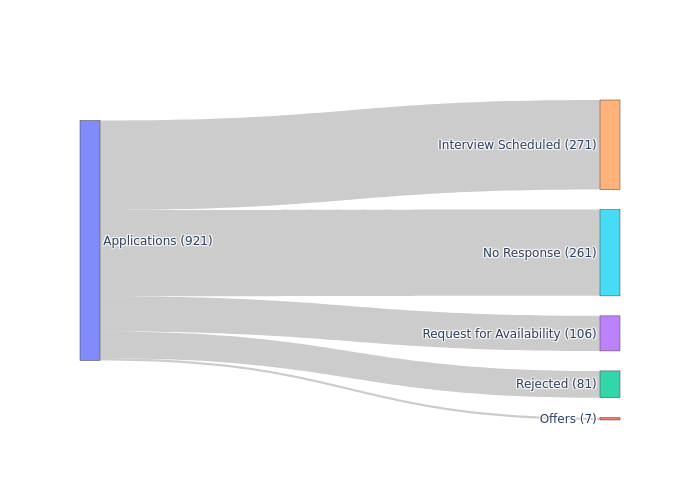 Interview Scheduled (271)
Applications (921)
No Response (261)
Request for Availability (106)
Rejected (81)
Offers (7)